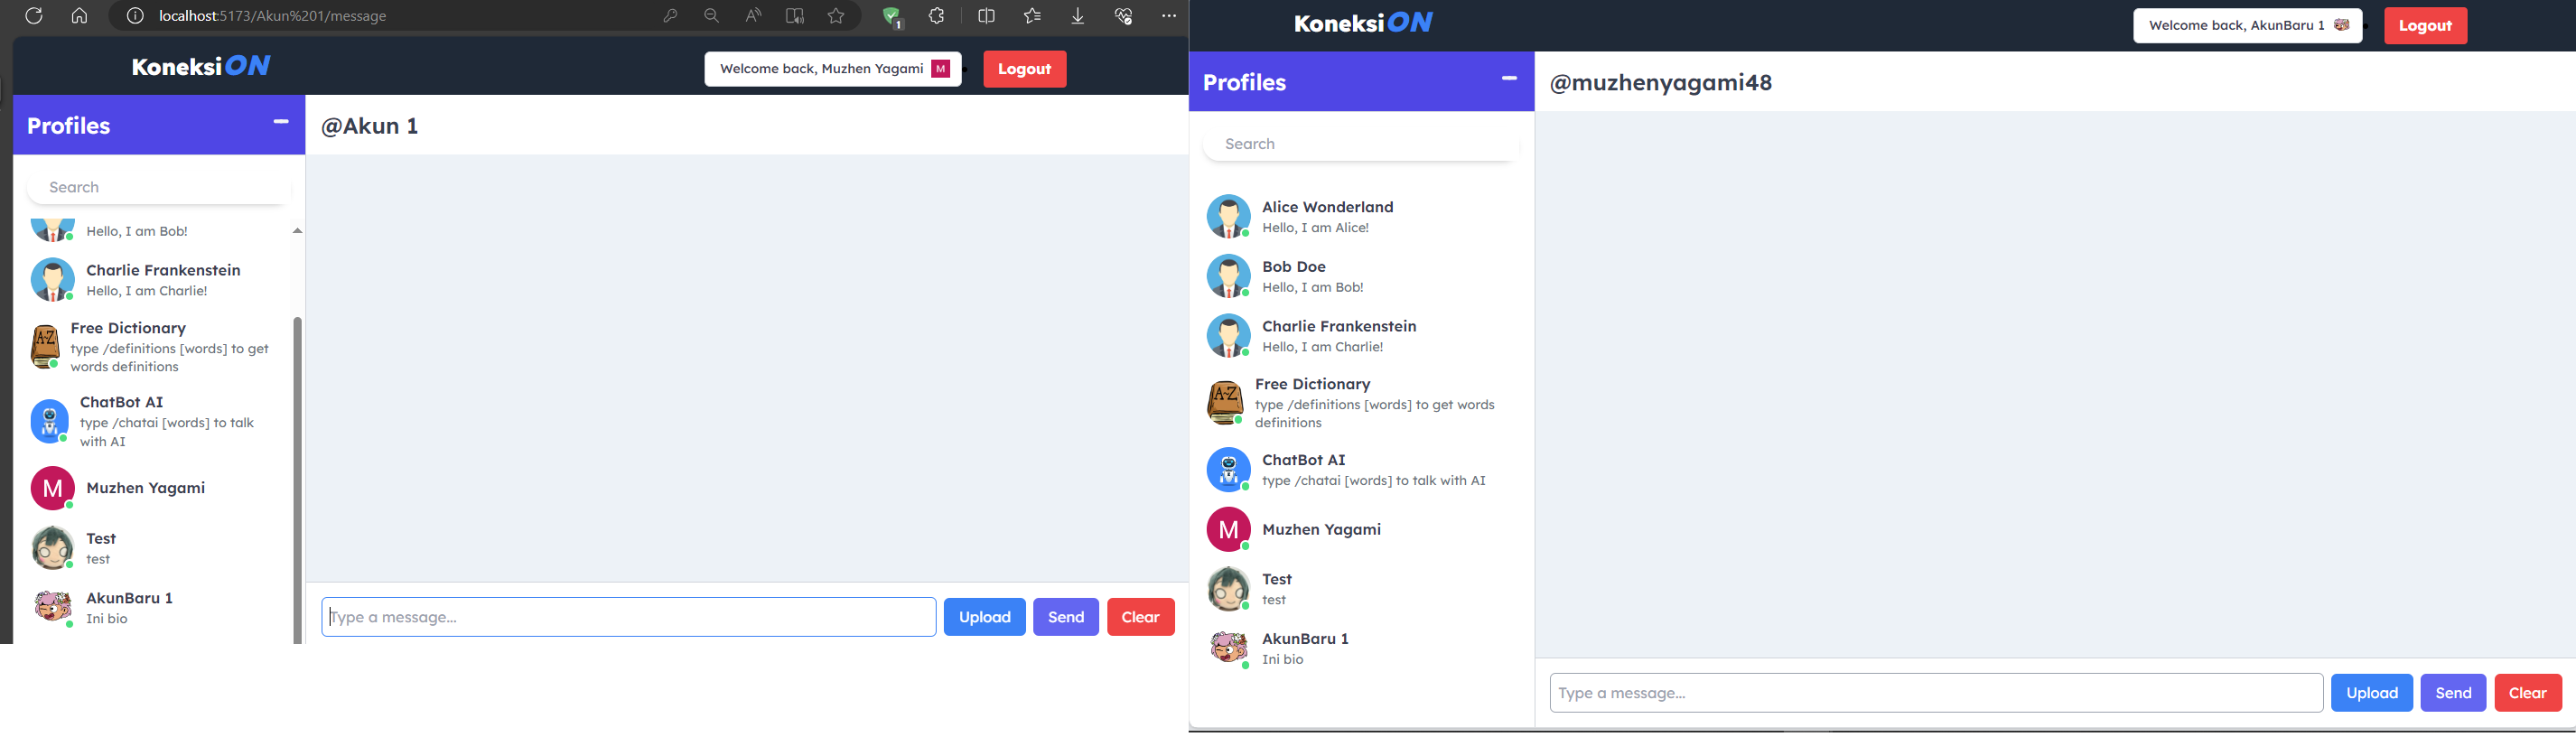 localhost:5173/Akun%201/message
1
KoneksiON
Welcome back, Muzhen Yagami M
Logout
Profiles
@Akun 1
Search
Hello, I am Bob!
Charlie Frankenstein
Hello, I am Charlie!
A-Z
Free Dictionary
type /definitions [words] to get
words definitions
ChatBot AI
type /chatai [words] to talk
with AI
M
Muzhen Yagami
Test
test
AkunBaru 1
Ini bio
Type a message...
Upload
Send
Clear
KoneksiON
Welcome back, AkunBaru 1
Logout
Profiles
@muzhenyagami48
Search
Alice Wonderland
Hello, I am Alice!
Bob Doe
Hello, I am Bob!
Charlie Frankenstein
Hello, I am Charlie!
A-Z
Free Dictionary
type /definitions [words] to get words
definitions
ChatBot AI
type /chatai [words] to talk with AI
M
Muzhen Yagami
Test
test
AkunBaru 1
Ini bio
Type a message...
Upload
Send
Clear